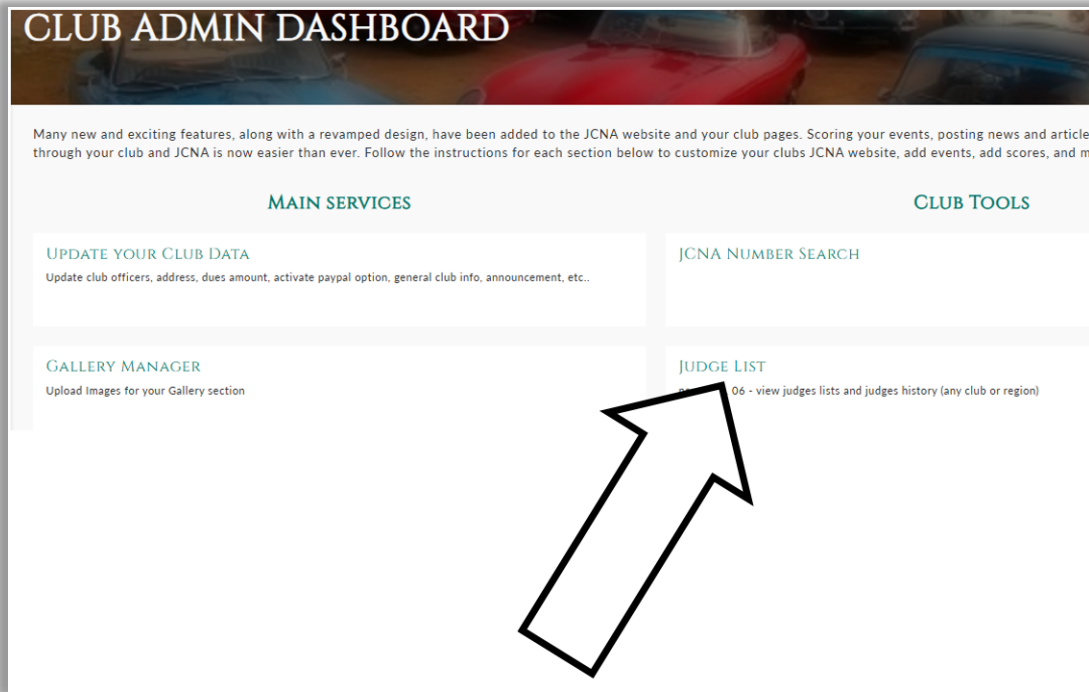 CLUB ADMIN DASHBOARD
Many new and exciting features, along with a revamped design, have been added to the JCNA website and your club pages. Scoring your events, posting news and article
through your club and JCNA is now easier than ever. Follow the instructions for each section below to customize your clubs JCNA website, add events, add scores, and m
MAIN SERVICES
UPDATE YOUR CLUB DATA
Update club officers, address, dues amount, activate paypal option, general club info, announcement, etc..
GALLERY MANAGER
Upload Images for your Gallery section
CLUB TOOLS
JCNA NUMBER SEARCH
JUDGE LIST
06 - view judges lists and judges history (any club or region)